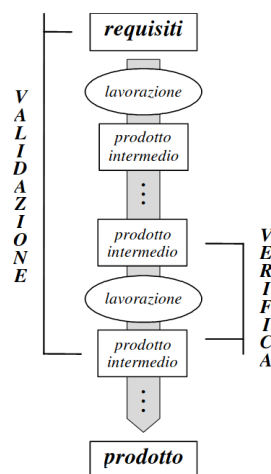 requisiti
VALIDAZIONE
lavorazione
prodotto
intermedio
...
prodotto
intermedio
VERIFICA
lavorazione
prodotto
intermedio
...
prodotto